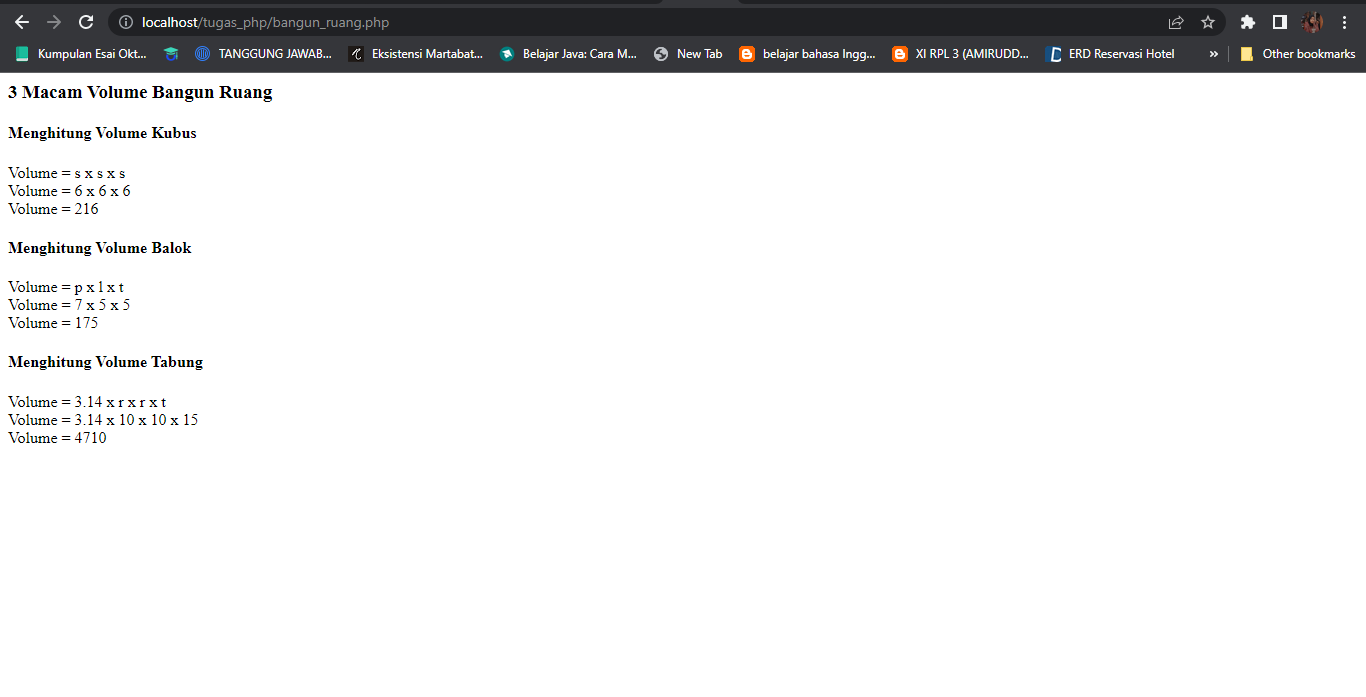 localhost/tugas_php/bangun_ruang.php
Kumpulan Esai Okt... TANGGUNG JAWAB... Eksistensi Martabat... Belajar Java: Cara M... New Tab belajar bahasa Ingg... XI RPL 3 (AMIRUDD... ERD Reservasi Hotel » Other bookmarks
3 Macam Volume Bangun Ruang
Menghitung Volume Kubus
Volume = s x s x s
Volume = 6 x 6 x 6
Volume = 216
Menghitung Volume Balok
Volume = p x l x t
Volume = 7 x 5 x 5
Volume = 175
Menghitung Volume Tabung
Volume = 3.14 x r x r x t
Volume = 3.14 x 10 x 10 x 15
Volume = 4710